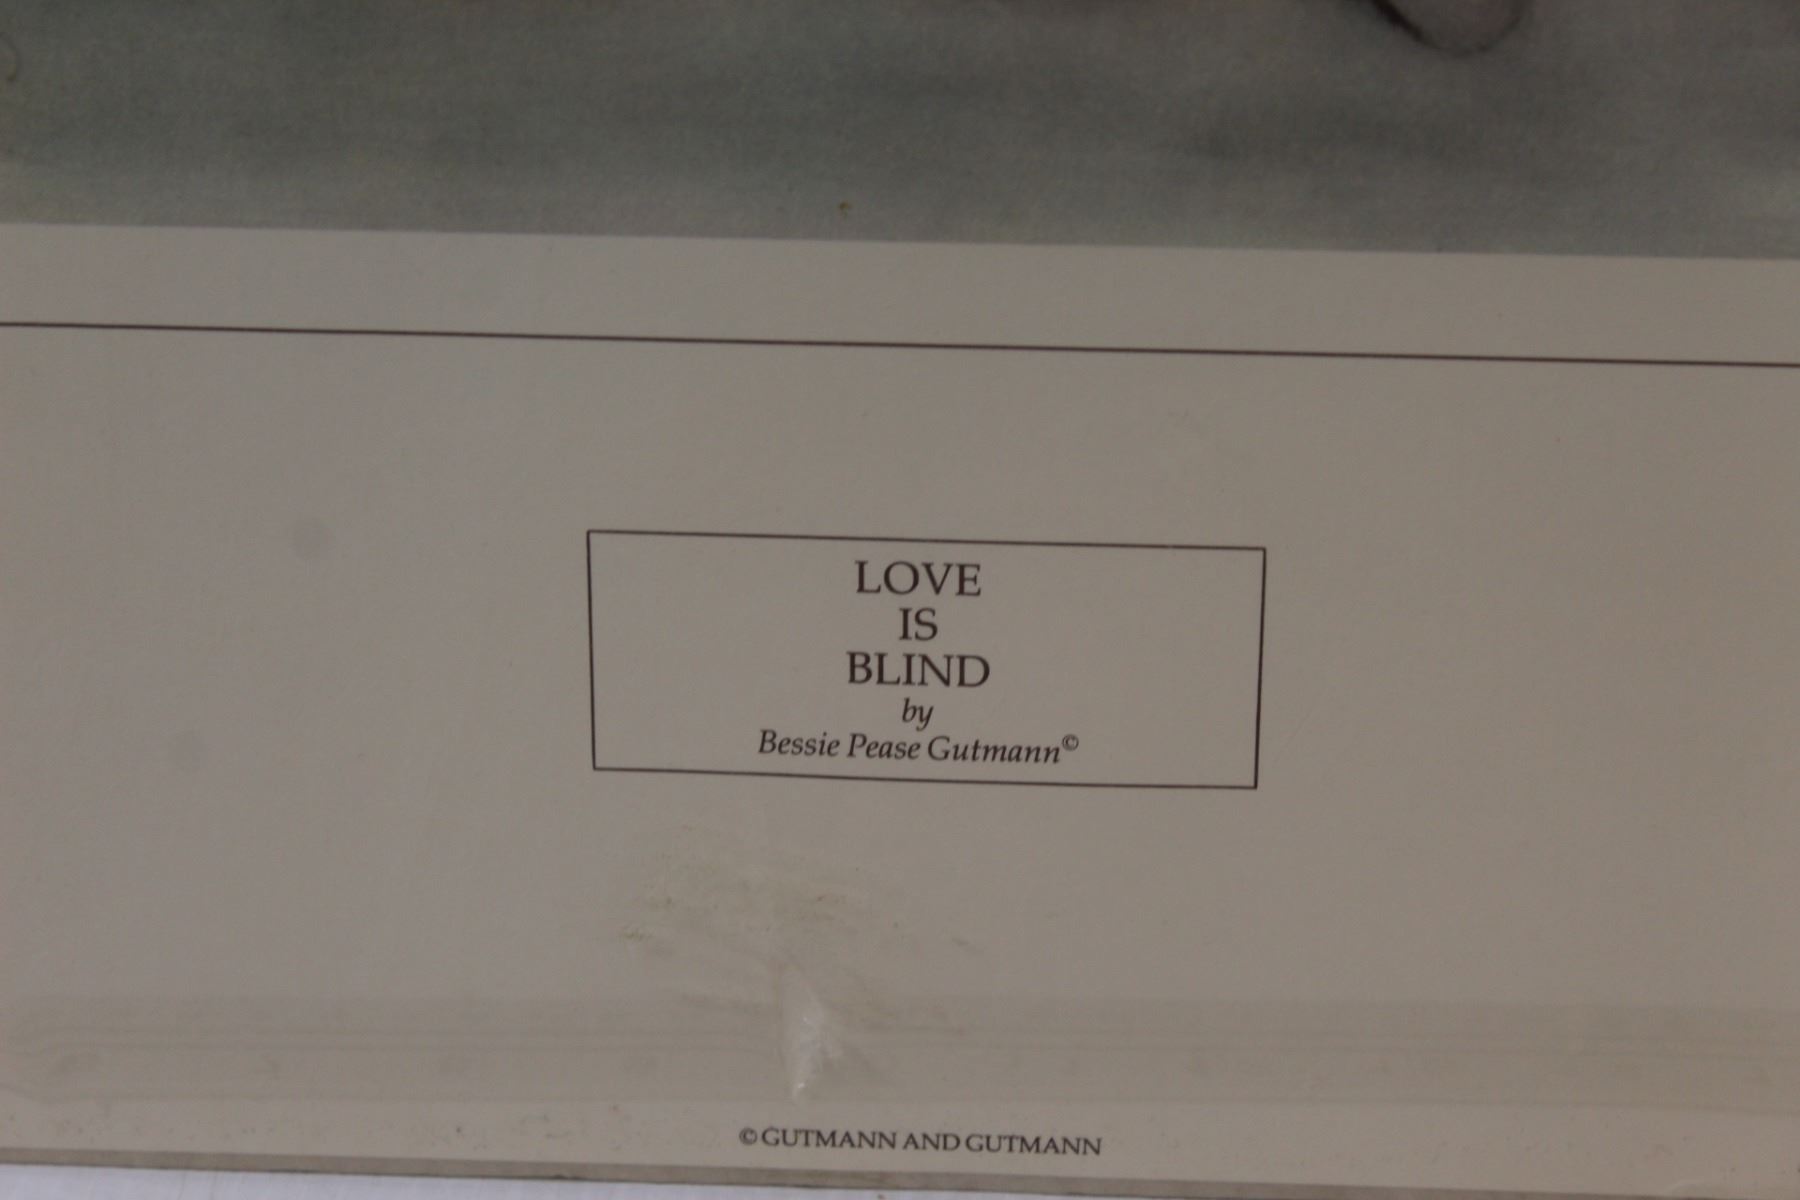 LOVE
IS
BLIND
by
Bessie Pease Gutmann©
© GUTMANN AND GUTMANN